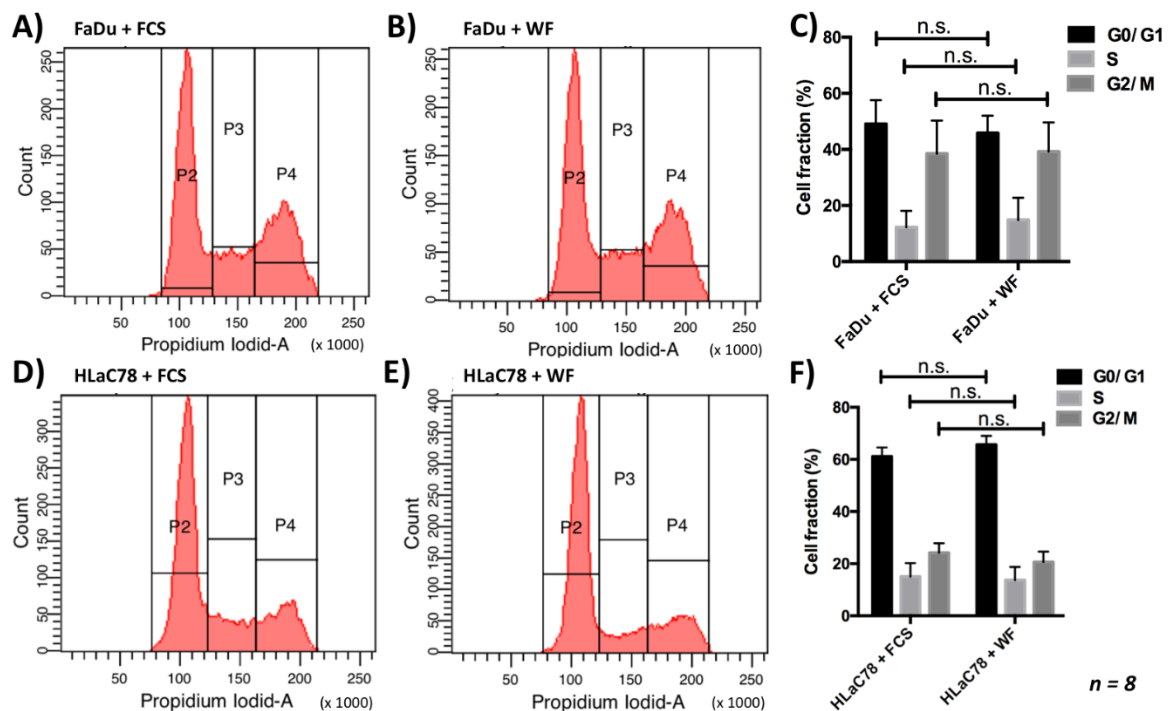 A) FaDu + FCS
250
200
150
100
50
0
Count
P2
P3
P4
50 100 150 200 250
Propidium Iodid-A (x 1000)
B) FaDu + WF
250
200
150
100
50
0
Count
P2
P3
P4
50 100 150 200 250
Propidium Iodid-A (x 1000)
C)
G0/ G1
S
G2/ M
n.s.
n.s.
n.s.
80
60
40
20
0
Cell fraction (%)
FaDu + FCS
FaDu + WF
D) HLaC78 + FCS
300
250
200
150
100
50
0
Count
P2
P3
P4
50 100 150 200 250
Propidium Iodid-A (x 1000)
E) HLaC78 + WF
400
350
300
250
200
150
100
50
0
Count
P2
P3
P4
50 100 150 200 250
Propidium Iodid-A (x 1000)
F)
G0/ G1
S
G2/ M
n.s.
n.s.
n.s.
80
60
40
20
0
Cell fraction (%)
HLaC78 + FCS
HLaC78 + WF
n = 8